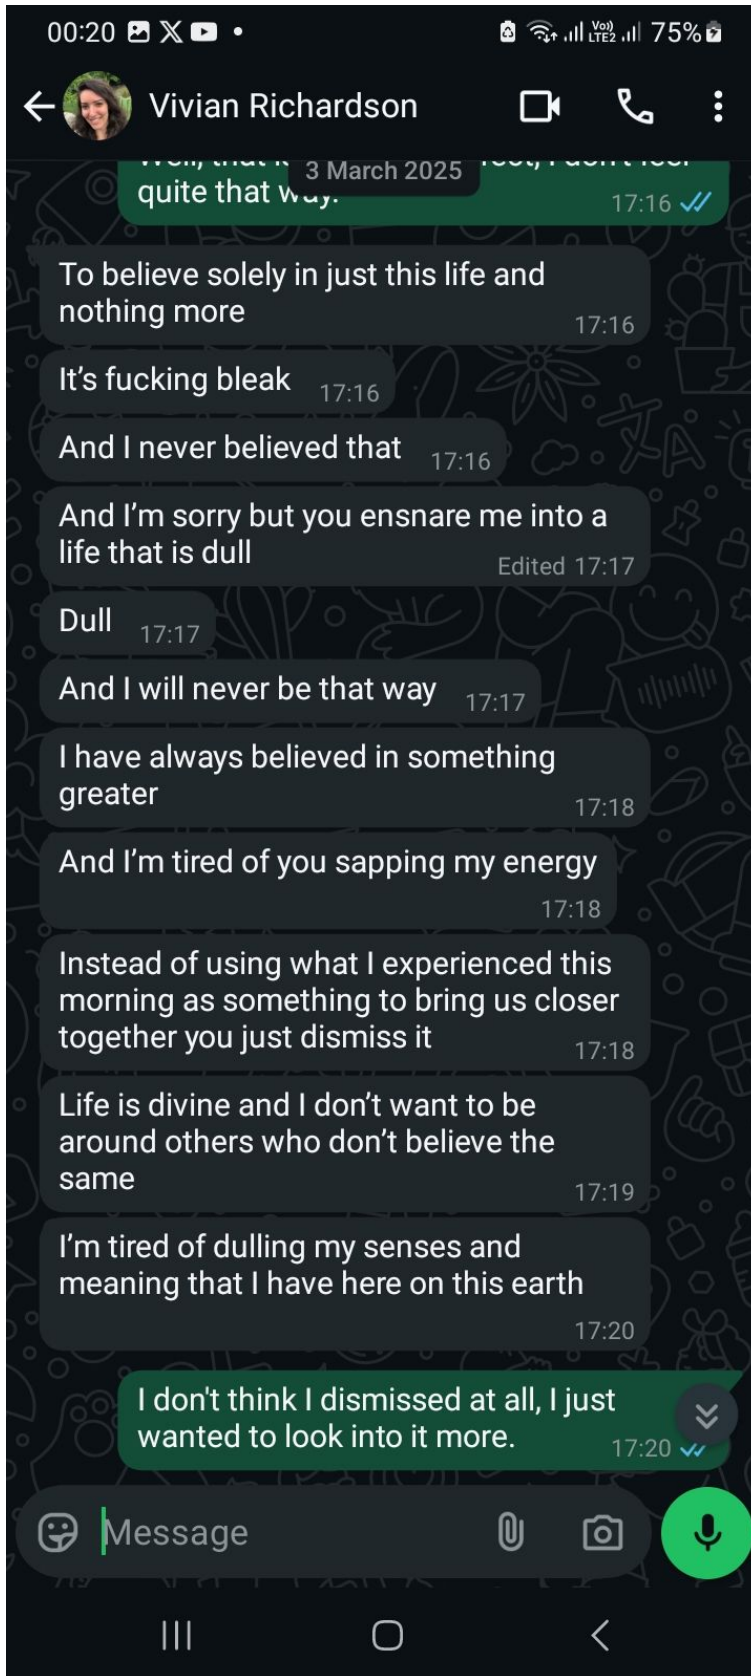 00:20
VoD
LTE2
75%
Vivian Richardson
3 March 2025
quite that way.
17:16
To believe solely in just this life and
nothing more
17:16
It's fucking bleak 17:16
And I never believed that 17:16
And I'm sorry but you ensnare me into a
life that is dull
Edited 17:17
Dull 17:17
And I will never be that way 17:17
I have always believed in something
greater
17:18
And I'm tired of you sapping my energy
17:18
Instead of using what I experienced this
morning as something to bring us closer
together you just dismiss it
17:18
Life is divine and I don't want to be
around others who don't believe the
same
17:19
I'm tired of dulling my senses and
meaning that I have here on this earth
17:20
I don't think I dismissed at all, I just
wanted to look into it more.
17:20
Message